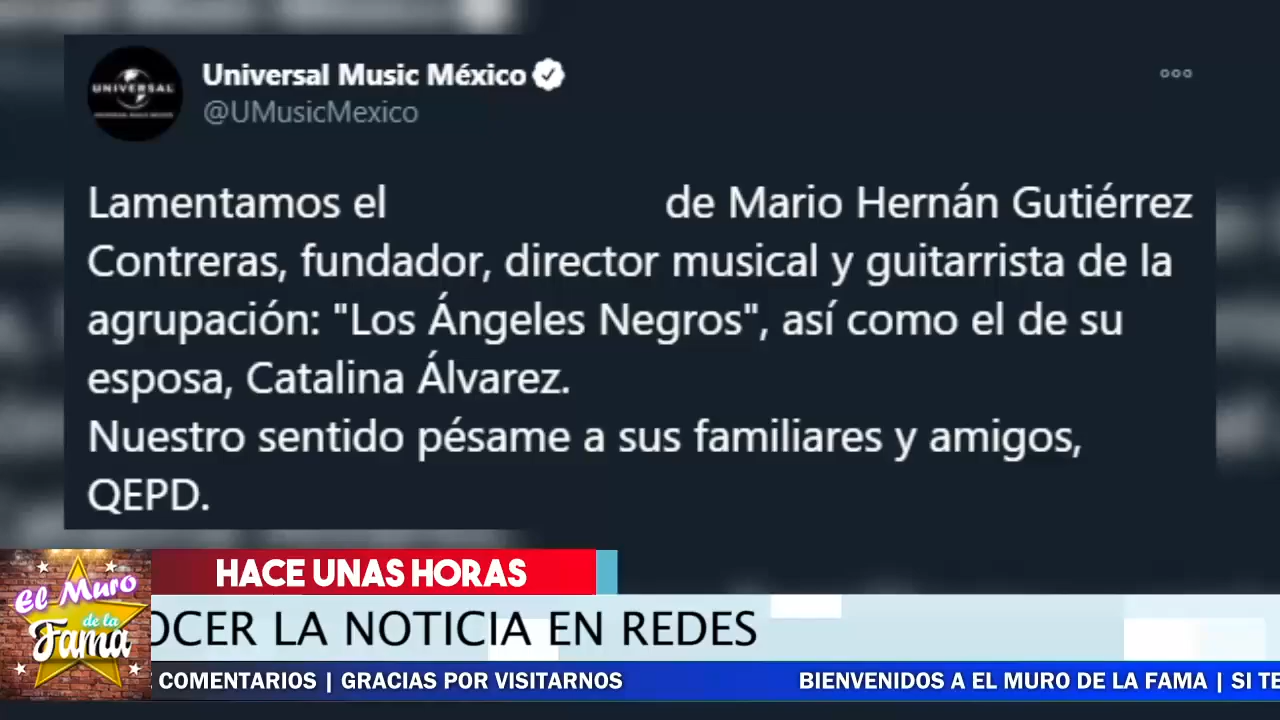 UNIVERSAL
Universal Music México
@UMusicMexico
Lamentamos el de Mario Hernán Gutiérrez
Contreras, fundador, director musical y guitarrista de la
agrupación: "Los Ángeles Negros", así como el de su
esposa, Catalina Álvarez.
Nuestro sentido pésame a sus familiares y amigos,
QEPD.
HACE UNAS HORAS
El Muro
de la
Fama
OCER LA NOTICIA EN REDES
COMENTARIOS | GRACIAS POR VISITARNOS BIENVENIDOS A EL MURO DE LA FAMA | SI TE